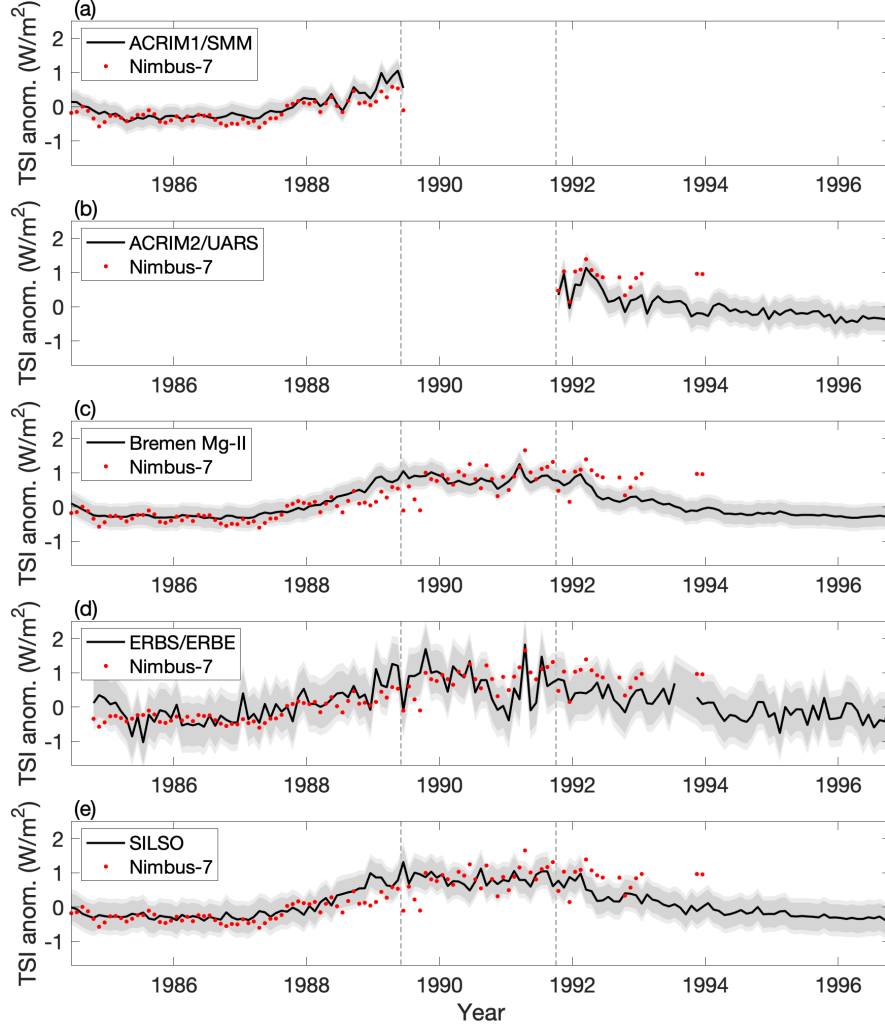 (a)
TSI anom. (W/m²)
2
1
0
-1
ACRIM1/SMM
Nimbus-7
1986 1988 1990 1992 1994 1996
(b)
TSI anom. (W/m²)
2
1
0
-1
ACRIM2/UARS
Nimbus-7
1986 1988 1990 1992 1994 1996
(c)
TSI anom. (W/m²)
2
1
0
-1
Bremen Mg-II
Nimbus-7
1986 1988 1990 1992 1994 1996
(d)
TSI anom. (W/m²)
2
1
0
-1
ERBS/ERBE
Nimbus-7
1986 1988 1990 1992 1994 1996
(e)
TSI anom. (W/m²)
2
1
0
-1
SILSO
Nimbus-7
1986 1988 1990 1992 1994 1996
Year